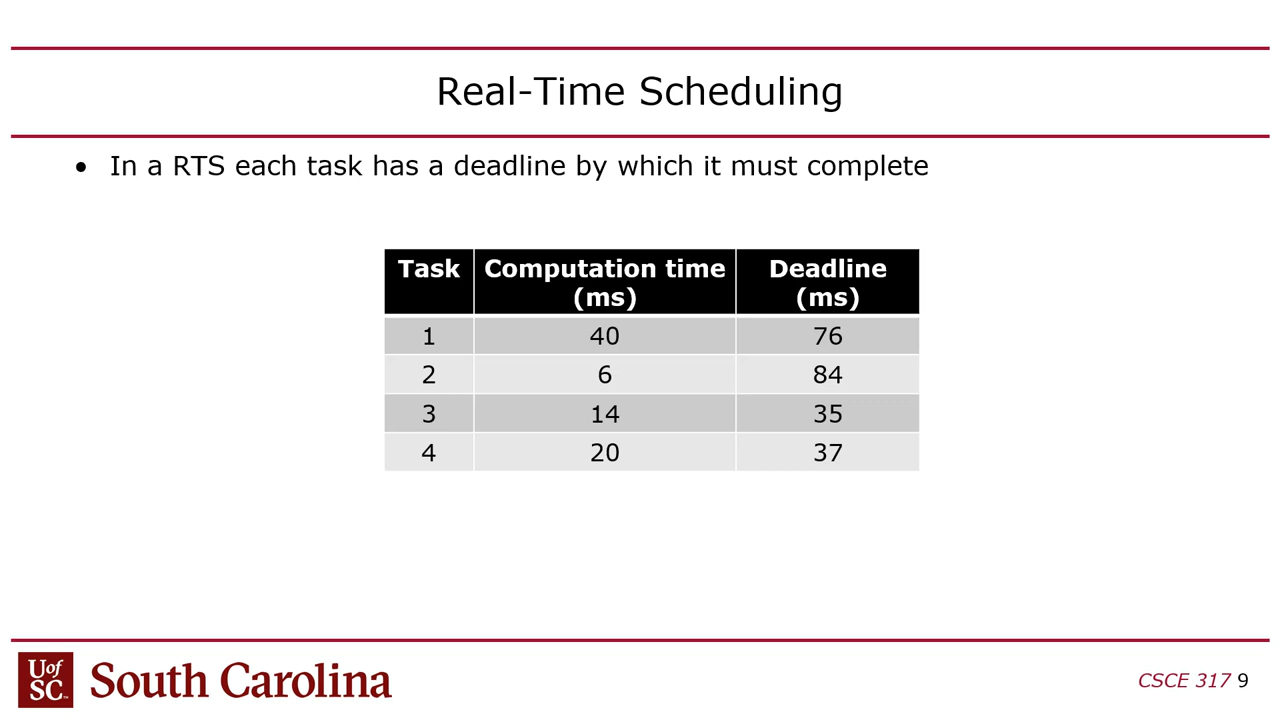 Real-Time Scheduling
• In a RTS each task has a deadline by which it must complete
Task Computation time (ms) Deadline (ms)
1 40 76
2 6 84
3 14 35
4 20 37
UofSC South Carolina
CSCE 317 9